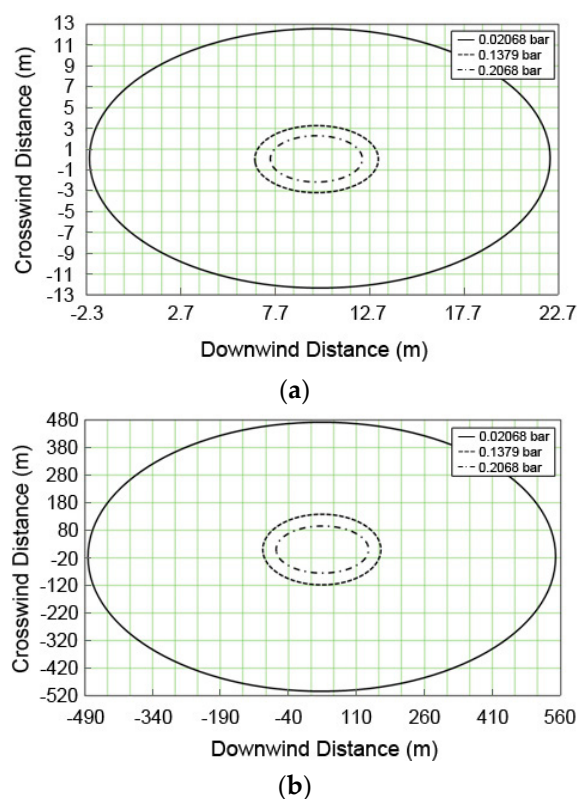 13
11
9
7
5
3
1
-1
-3
-5
-7
-9
-11
-13
Crosswind Distance (m)
0.02068 bar
0.1379 bar
0.2068 bar
-2.3 2.7 7.7 12.7 17.7 22.7
Downwind Distance (m)
(a)
480
380
280
180
80
-20
-120
-220
-320
-420
-520
Crosswind Distance (m)
0.02068 bar
0.1379 bar
0.2068 bar
-490 -340 -190 -40 110 260 410 560
Downwind Distance (m)
(b)